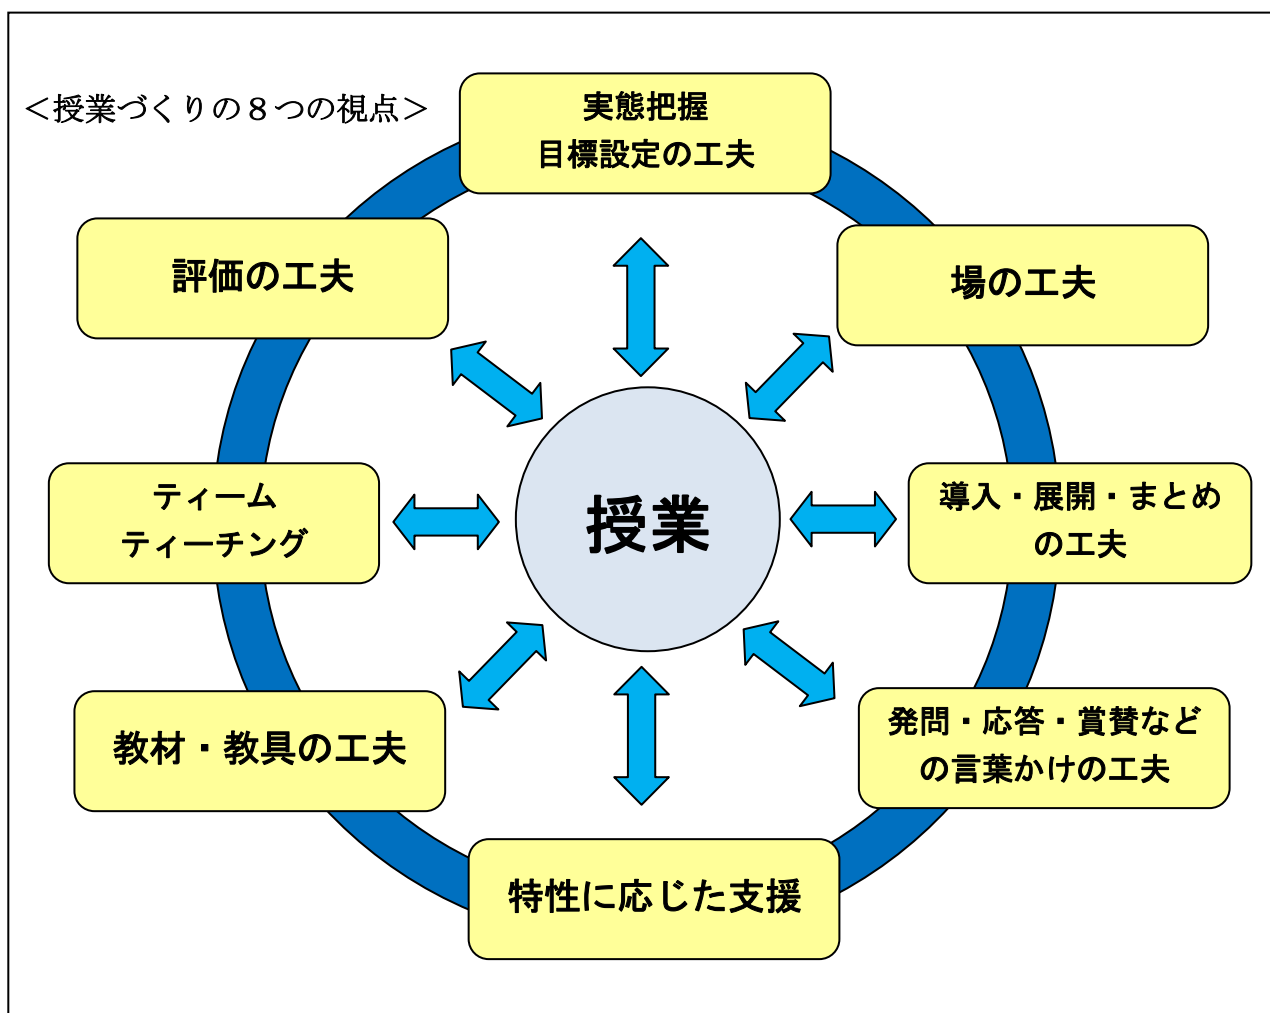 ＜授業づくりの８つの視点＞
実態把握
目標設定の工夫
評価の工夫
場の工夫
ティーム
ティーチング
授業
導入・展開・まとめ
の工夫
教材・教具の工夫
発問・応答・賞賛など
の言葉かけの工夫
特性に応じた支援